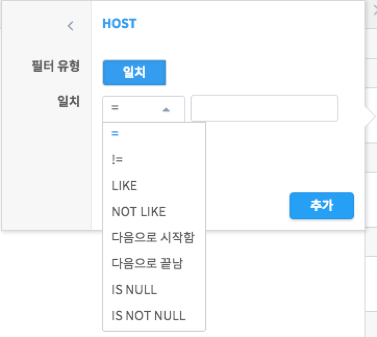 HOST
필터 유형
일치
일치
=
=
!=
LIKE
NOT LIKE
다음으로 시작함
다음으로 끝남
IS NULL
IS NOT NULL
추가